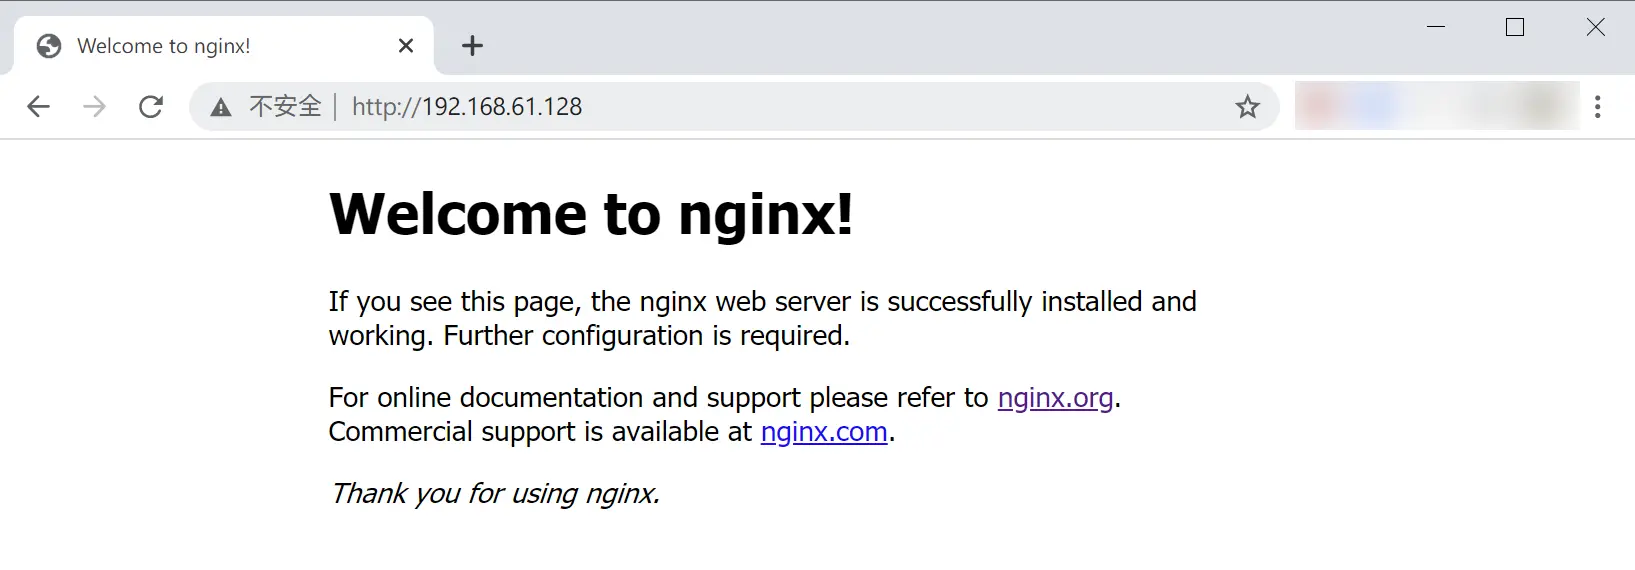 Welcome to nginx!
不安全 | http://192.168.61.128
Welcome to nginx!
If you see this page, the nginx web server is successfully installed and
working. Further configuration is required.
For online documentation and support please refer to nginx.org.
Commercial support is available at nginx.com.
Thank you for using nginx.